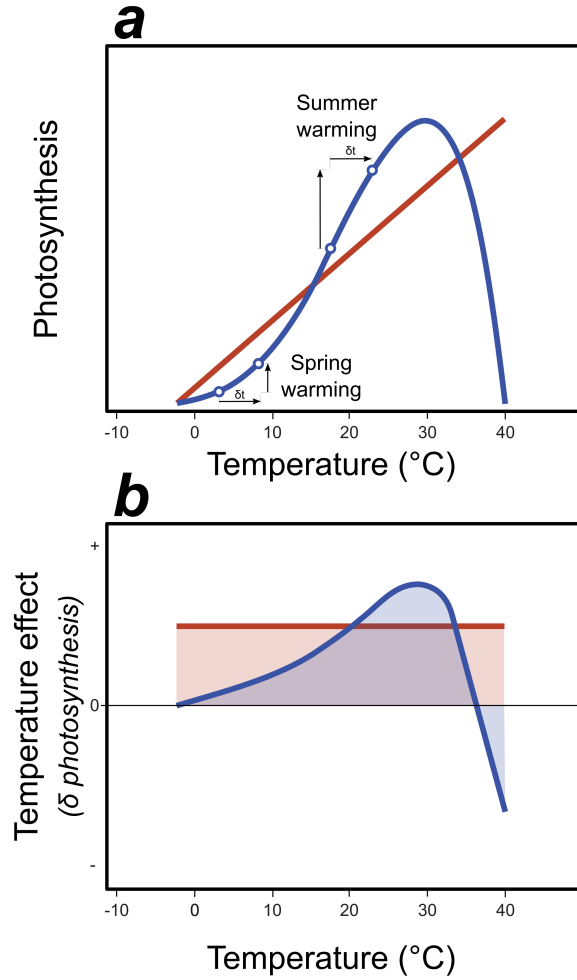 a
Photosynthesis
Summer
warming
δt
Spring
warming
δt
-10 0 10 20 30 40
Temperature (°C)
b
Temperature effect
(δ photosynthesis)
+
0
-
-10 0 10 20 30 40
Temperature (°C)